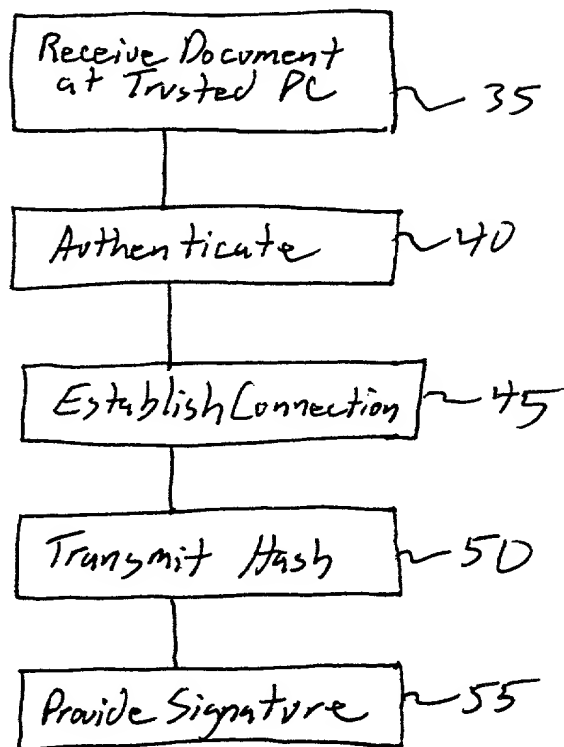 Receive Document
at Trusted PC
35
Authenticate
40
Establish Connection
45
Transmit Hash
50
Provide Signature
55